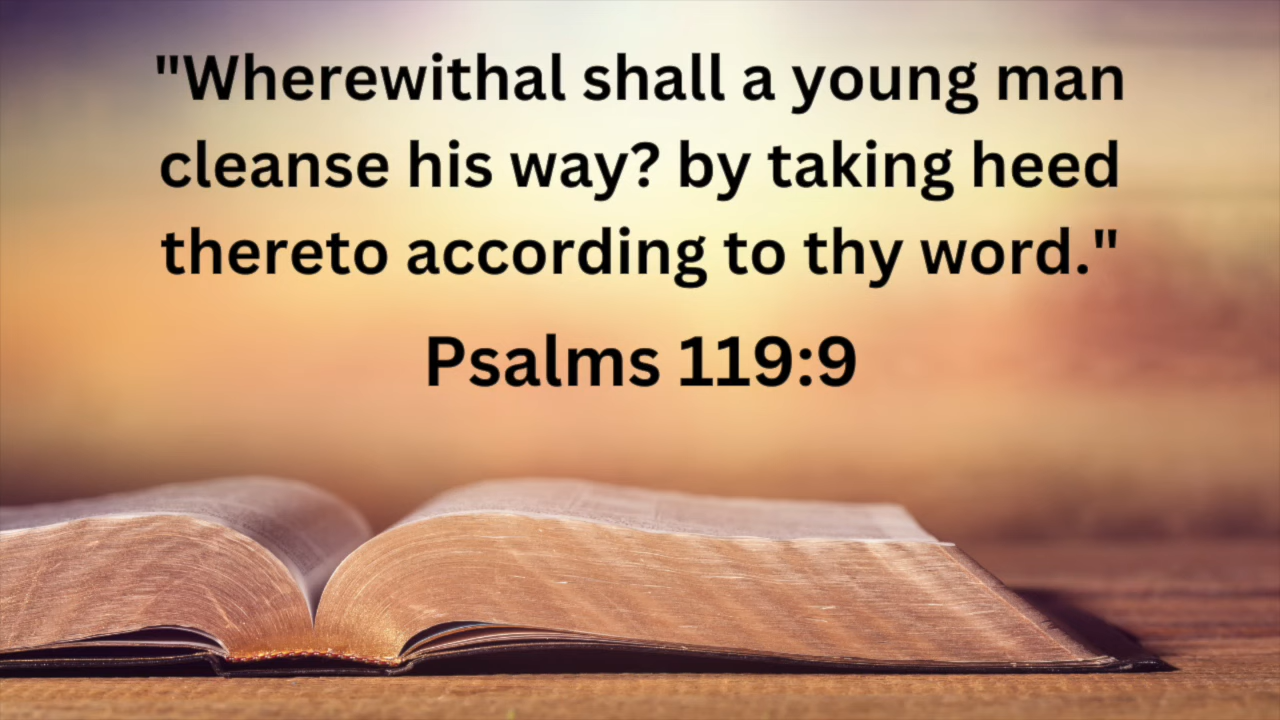 "Wherewithal shall a young man
cleanse his way? by taking heed
thereto according to thy word."
Psalms 119:9